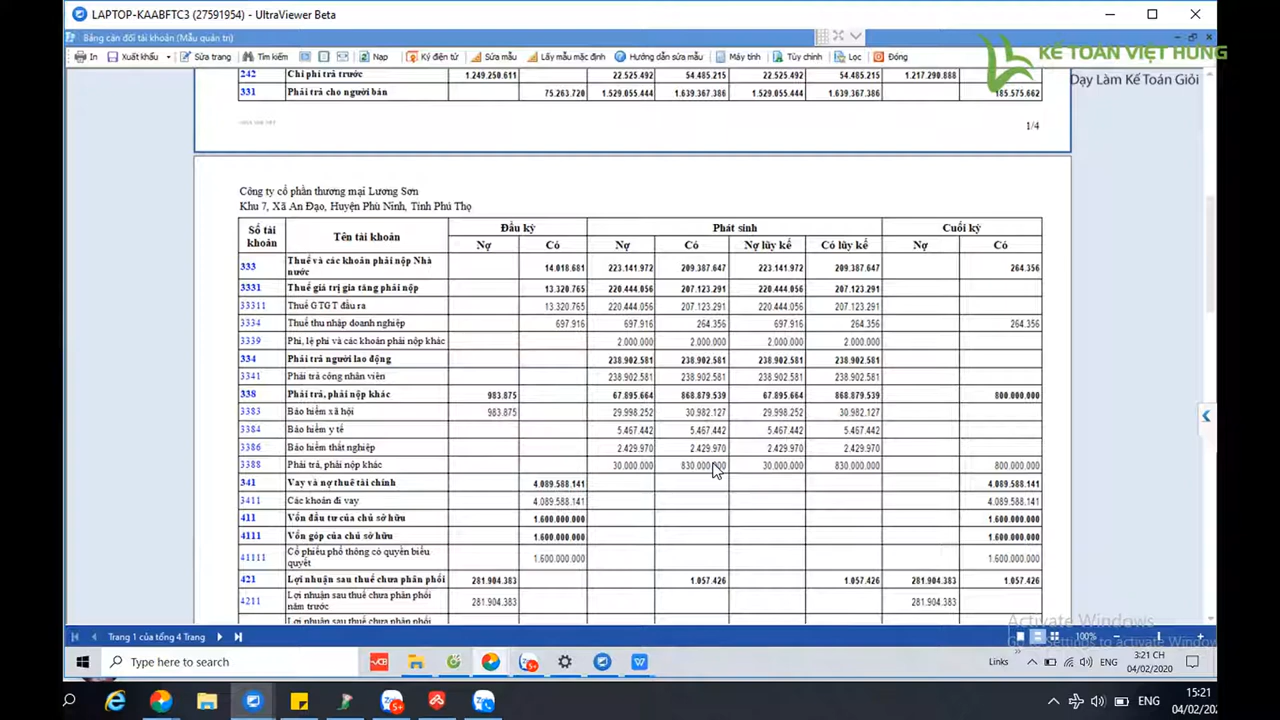 LAPTOP-KAABFTC3 (27591954) - UltraViewer Beta
Bảng cân đối tài khoản (Mẫu quản trị)
In Xuất khẩu Sửa trang Tìm kiếm Nạp Ký điện tử Sửa mẫu Lấy mẫu mặc định Hướng dẫn sửa mẫu Máy tính Tùy chỉnh Lọc Đóng
KẾ TOÁN VIỆT HƯNG
Dạy Làm Kế Toán Giỏi
242 Chi phí trả trước 1.249.250.611 22.525.492 54.485.215 22.525.492 54.485.215 1.217.290.888
331 Phải trả cho người bán 75.263.720 1.529.055.444 1.639.367.386 1.529.055.444 1.639.367.386 185.575.662
1/4
Công ty cổ phần thương mại Lương Sơn
Khu 7, Xã An Đạo, Huyện Phù Ninh, Tỉnh Phú Thọ
Số tài khoản Tên tài khoản Đầu kỳ Phát sinh Cuối kỳ
Nợ Có Nợ Có Nợ lũy kế Có lũy kế Nợ Có
333 Thuế và các khoản phải nộp Nhà nước 14.018.681 223.141.972 209.387.647 223.141.972 209.387.647 264.356
3331 Thuế giá trị gia tăng phải nộp 13.320.765 220.444.056 207.123.291 220.444.056 207.123.291
33311 Thuế GTGT đầu ra 13.320.765 220.444.056 207.123.291 220.444.056 207.123.291
3334 Thuế thu nhập doanh nghiệp 697.916 697.916 264.356 697.916 264.356 264.356
3339 Phí, lệ phí và các khoản phải nộp khác 2.000.000 2.000.000 2.000.000 2.000.000
334 Phải trả người lao động 238.902.581 238.902.581 238.902.581 238.902.581
3341 Phải trả công nhân viên 238.902.581 238.902.581 238.902.581 238.902.581
338 Phải trả, phải nộp khác 983.875 67.895.664 868.879.539 67.895.664 868.879.539 800.000.000
3383 Bảo hiểm xã hội 983.875 29.998.252 30.982.127 29.998.252 30.982.127
3384 Bảo hiểm y tế 5.467.442 5.467.442 5.467.442 5.467.442
3386 Bảo hiểm thất nghiệp 2.429.970 2.429.970 2.429.970 2.429.970
3388 Phải trả, phải nộp khác 30.000.000 830.000.000 30.000.000 830.000.000 800.000.000
341 Vay và nợ thuê tài chính 4.089.588.141 4.089.588.141
3411 Các khoản đi vay 4.089.588.141 4.089.588.141
411 Vốn đầu tư của chủ sở hữu 1.600.000.000 1.600.000.000
4111 Vốn góp của chủ sở hữu 1.600.000.000 1.600.000.000
41111 Cổ phiếu phổ thông có quyền biểu quyết 1.600.000.000 1.600.000.000
421 Lợi nhuận sau thuế chưa phân phối 281.904.383 1.057.426 1.057.426 281.904.383 1.057.426
4211 Lợi nhuận sau thuế chưa phân phối năm trước 281.904.383 281.904.383
Lợi nhuận sau thuế chưa phân phối
Activate Windows
Go to Settings to activate Windows
Trang 1 của tổng 4 Trang 100%
Type here to search Links ENG 3:21 CH
04/02/2020
ENG 15:21
04/02/202